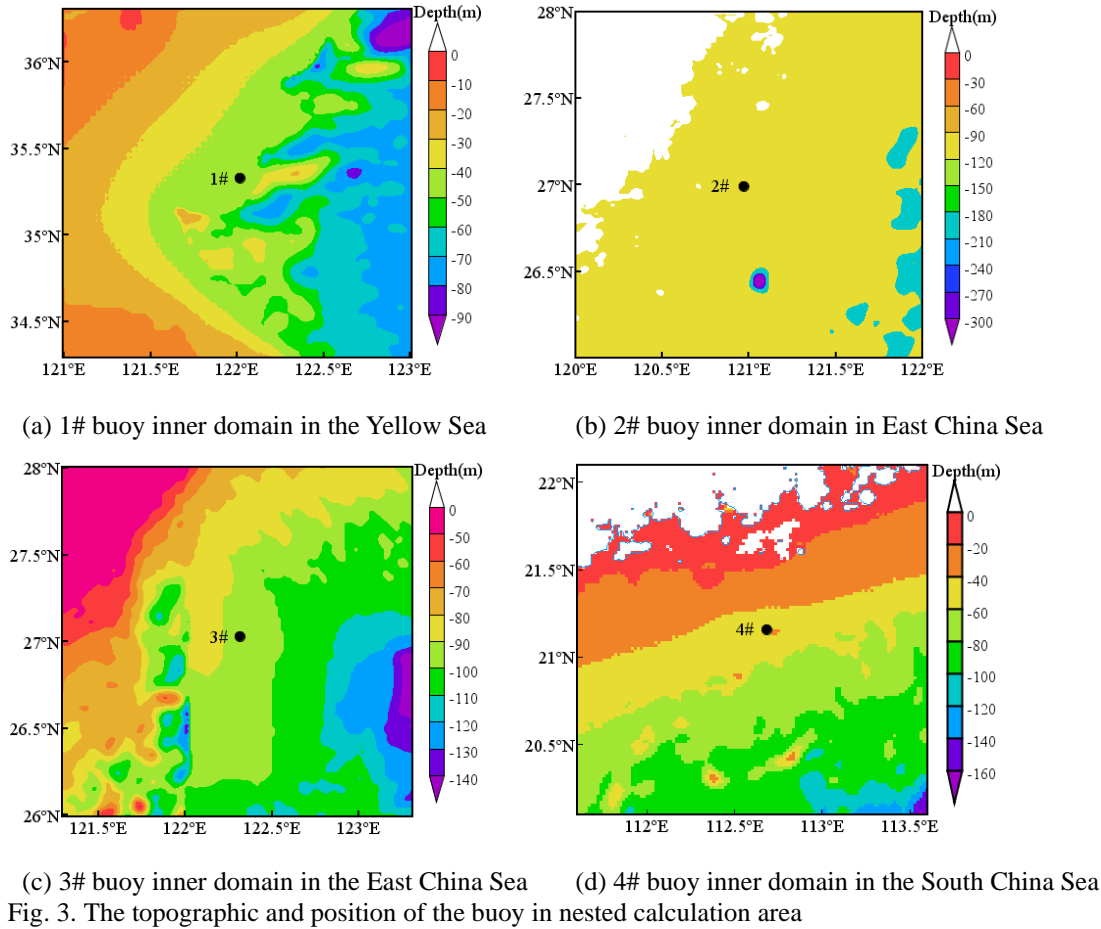 Depth(m)
36°N
35.5°N
35°N
34.5°N
121°E
121.5°E
122°E
122.5°E
123°E
1#
0
-10
-20
-30
-40
-50
-60
-70
-80
-90
(a) 1# buoy inner domain in the Yellow Sea
Depth(m)
28°N
27.5°N
27°N
26.5°N
120°E
120.5°E
121°E
121.5°E
122°E
2#
0
-30
-60
-90
-120
-150
-180
-210
-240
-270
-300
(b) 2# buoy inner domain in East China Sea
Depth(m)
28°N
27.5°N
27°N
26.5°N
26°N
121.5°E
122°E
122.5°E
123°E
3#
0
-50
-60
-70
-80
-90
-100
-110
-120
-130
-140
(c) 3# buoy inner domain in the East China Sea
Depth(m)
22°N
21.5°N
21°N
20.5°N
112°E
112.5°E
113°E
113.5°E
4#
0
-20
-40
-60
-80
-100
-120
-140
-160
(d) 4# buoy inner domain in the South China Sea
Fig. 3. The topographic and position of the buoy in nested calculation area